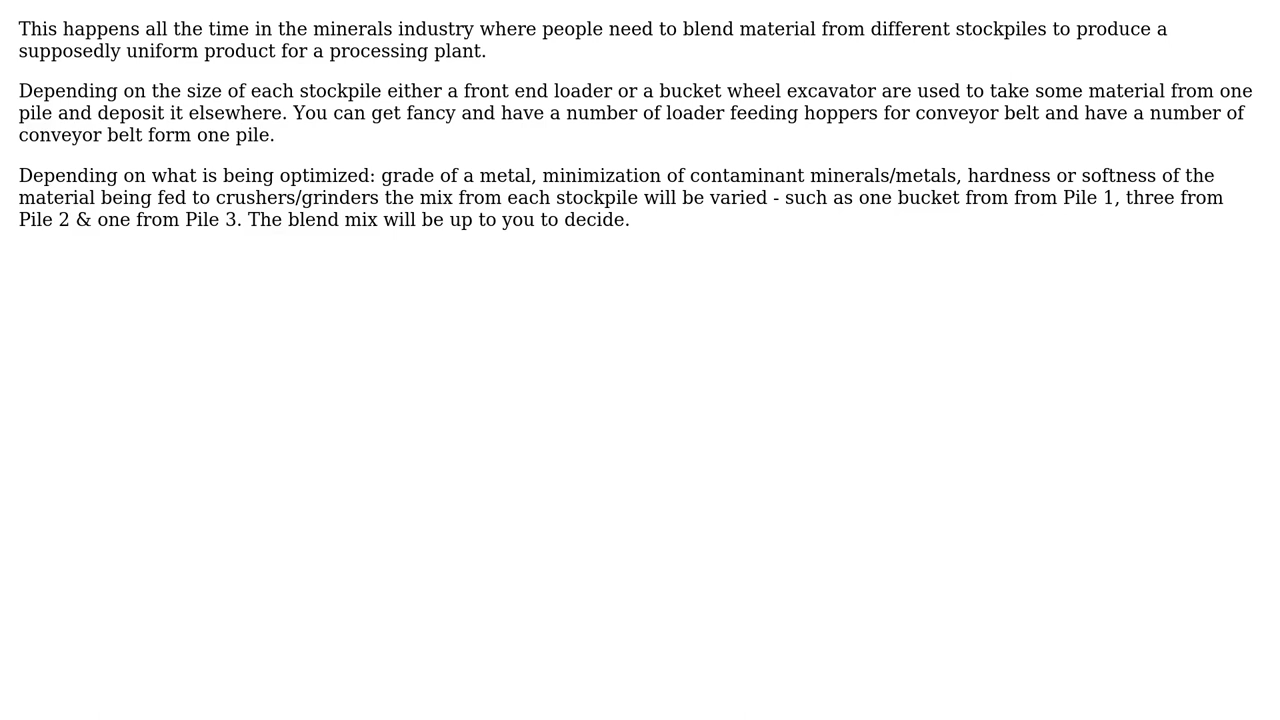 This happens all the time in the minerals industry where people need to blend material from different stockpiles to produce a
supposedly uniform product for a processing plant.
Depending on the size of each stockpile either a front end loader or a bucket wheel excavator are used to take some material from one
pile and deposit it elsewhere. You can get fancy and have a number of loader feeding hoppers for conveyor belt and have a number of
conveyor belt form one pile.
Depending on what is being optimized: grade of a metal, minimization of contaminant minerals/metals, hardness or softness of the
material being fed to crushers/grinders the mix from each stockpile will be varied - such as one bucket from from Pile 1, three from
Pile 2 & one from Pile 3. The blend mix will be up to you to decide.